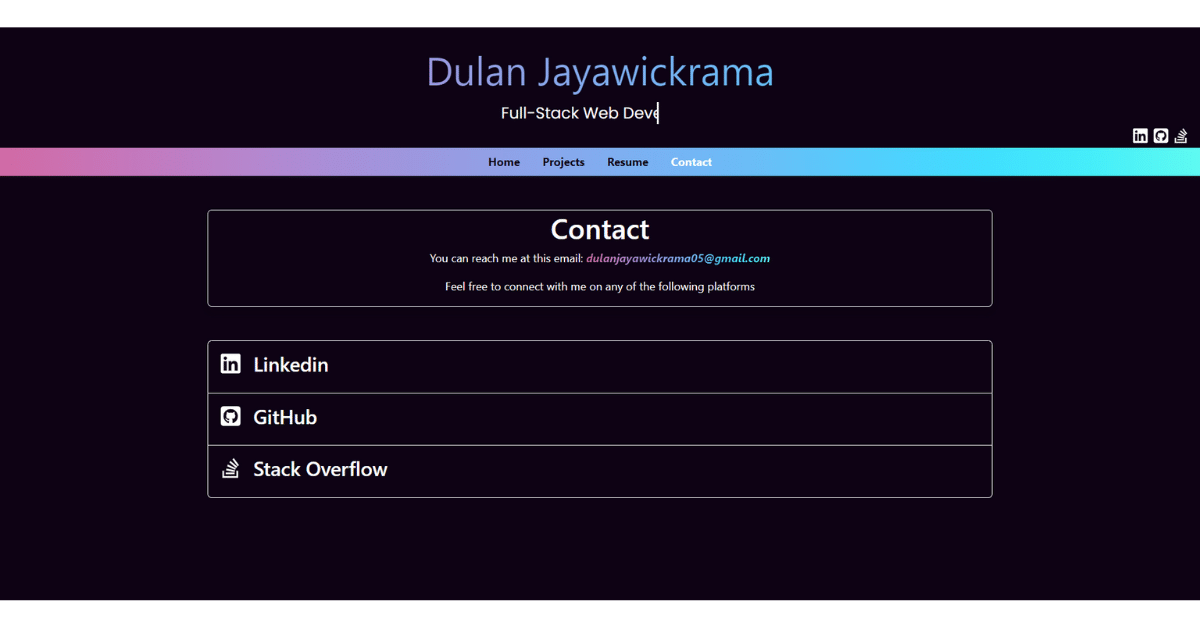 Dulan Jayawickrama
Full-Stack Web Deve
Home Projects Resume Contact
Contact
You can reach me at this email: dulanjayawickrama05@gmail.com
Feel free to connect with me on any of the following platforms
in Linkedin
GitHub
Stack Overflow